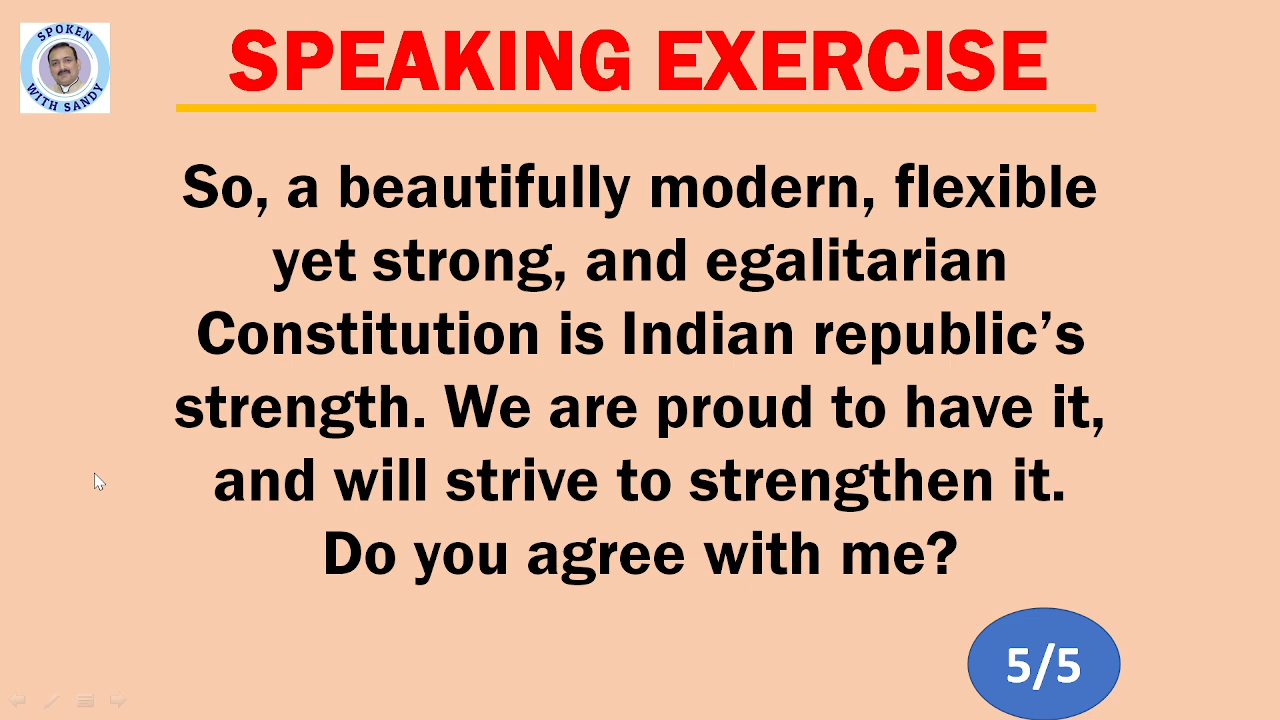 SPOKEN
WITH SANDY
SPEAKING EXERCISE
So, a beautifully modern, flexible
yet strong, and egalitarian
Constitution is Indian republic’s
strength. We are proud to have it,
and will strive to strengthen it.
Do you agree with me?
5/5